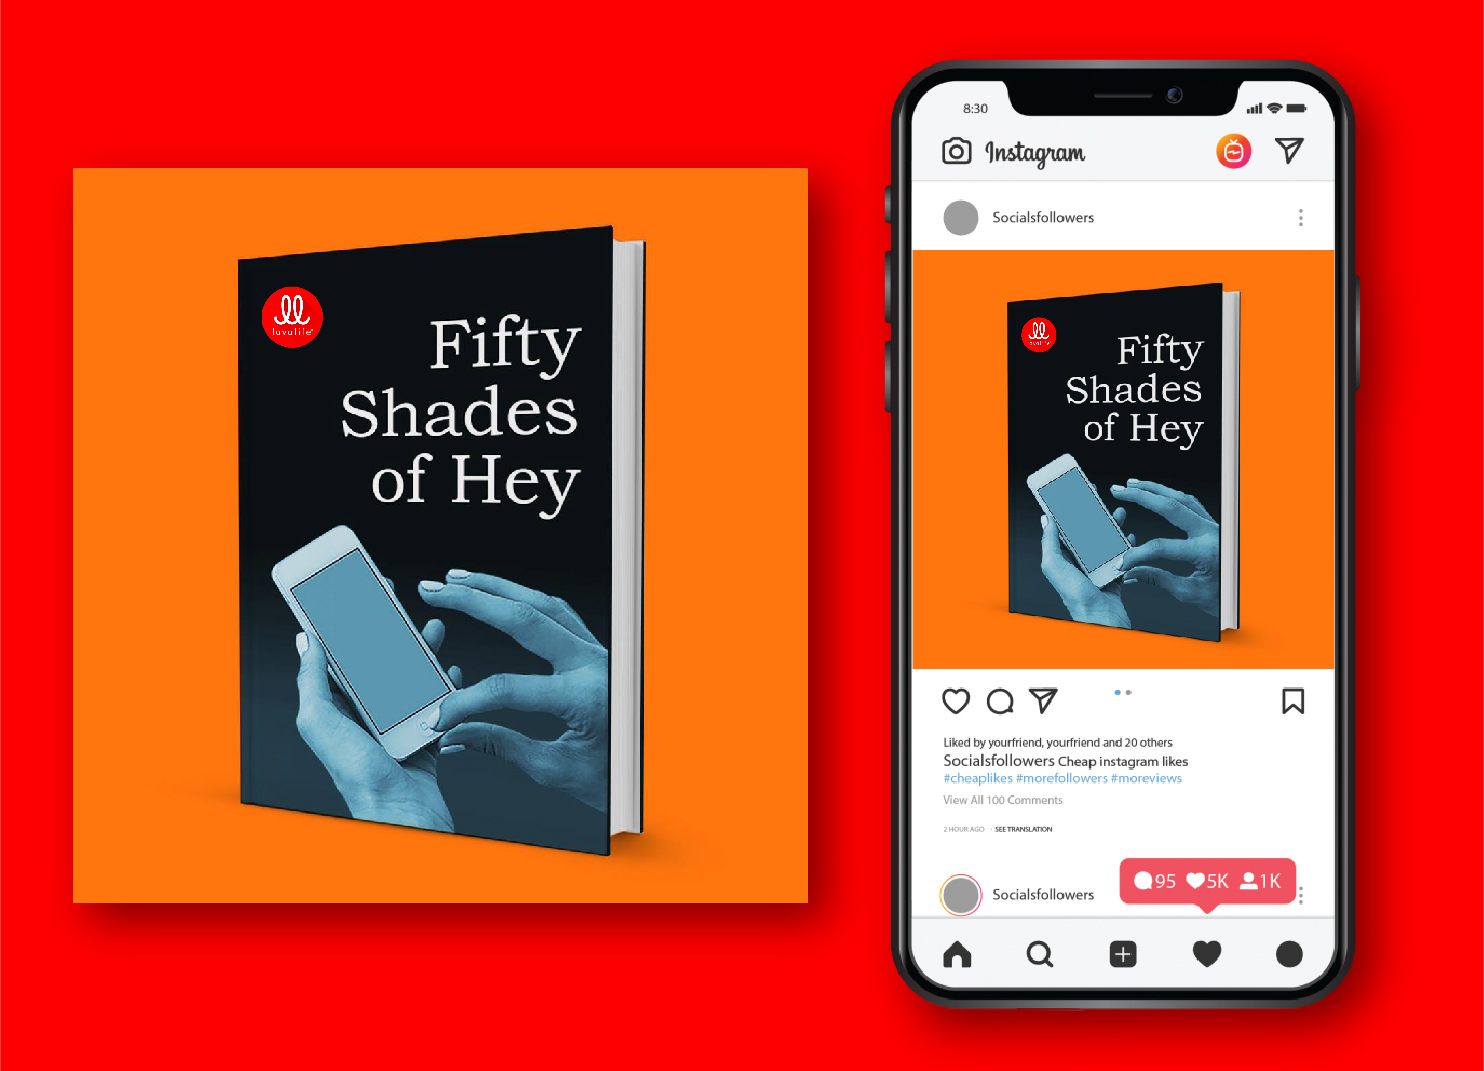 lavalife
Fifty
Shades
of Hey
8:30
Instagram
Socialsfollowers
lavalife
Fifty
Shades
of Hey
Liked by yourfriend, yourfriend and 20 others
Socialsfollowers Cheap instagram likes
#cheaplikes #morefollowers #moreviews
View All 100 Comments
2 HOUR AGO · SEE TRANSLATION
95 5K 1K
Socialsfollowers